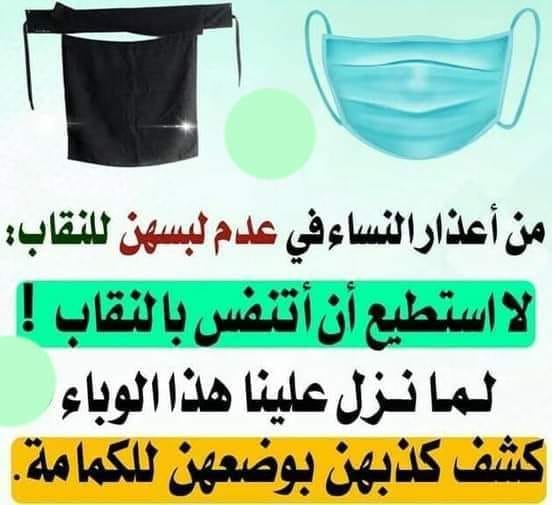 من أعذار النساء في عدم لبسهن للنقاب:
لا استطيع أن أتنفس بالنقاب !
لما نزل علينا هذا الوباء
كشف كذبهن بوضعهن للكمامة.